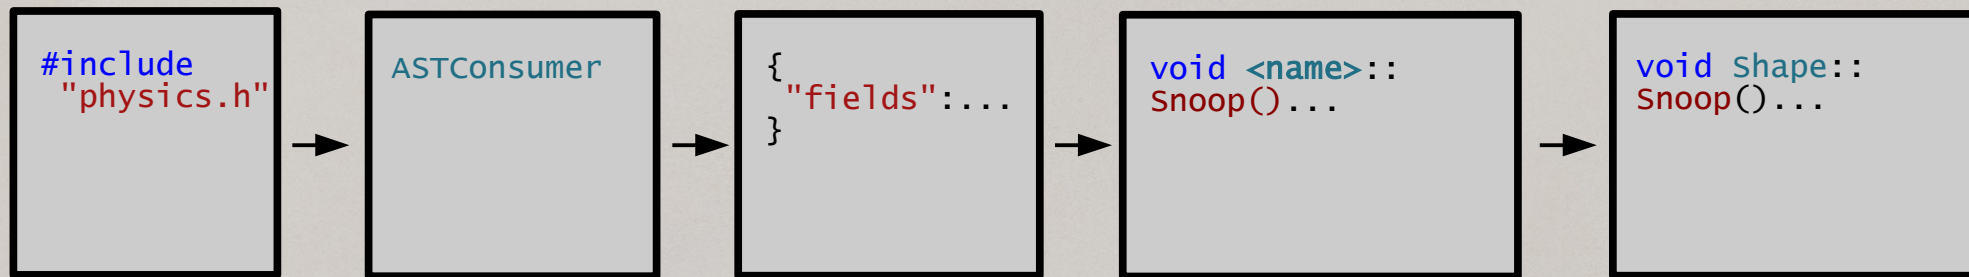 #include
"physics.h"
ASTConsumer
{
"fields":...
}
void <name>::
Snoop()...
void Shape::
Snoop()...